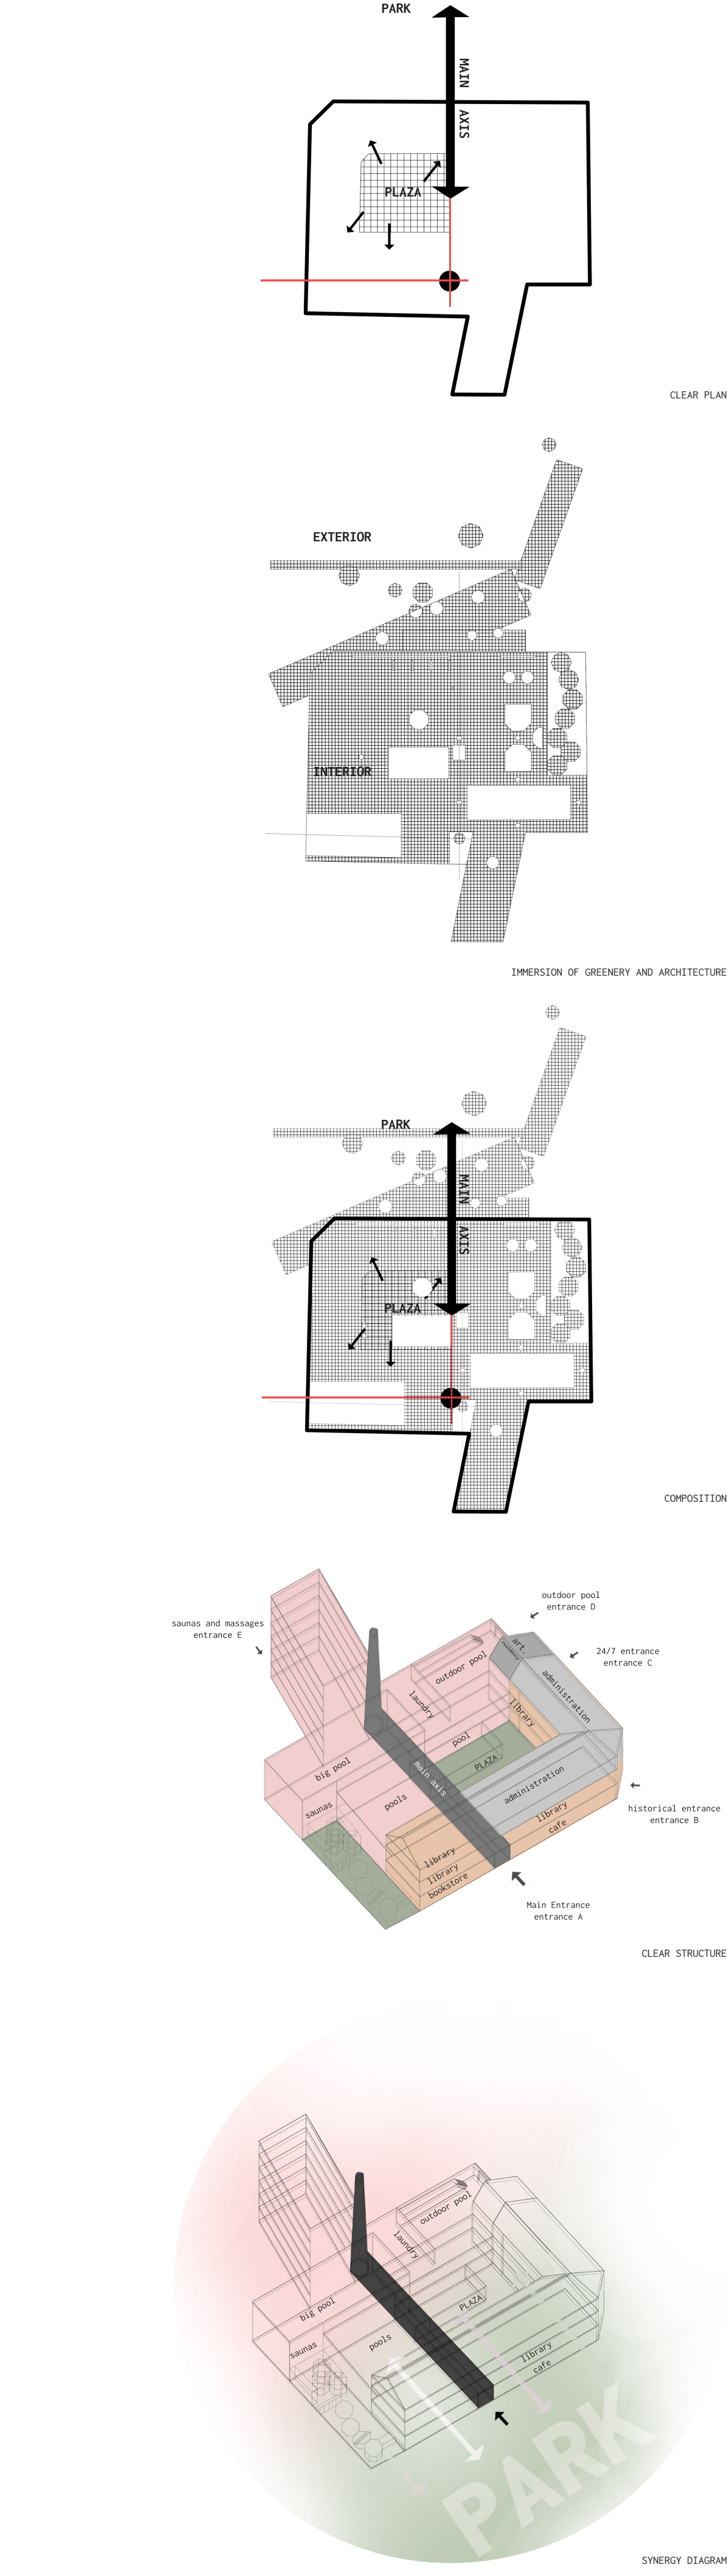 PARK
MAIN AXIS
PLAZA
CLEAR PLAN
EXTERIOR
INTERIOR
IMMERSION OF GREENERY AND ARCHITECTURE
PARK
MAIN AXIS
PLAZA
COMPOSITION
outdoor pool
entrance D
saunas and massages
entrance E
24/7 entrance
entrance C
art.
residency
outdoor pool
administration
laundry
library
pool
PLAZA
big pool
main axis
administration
saunas
pools
library
cafe
historical entrance
entrance B
library
library
bookstore
Main Entrance
entrance A
CLEAR STRUCTURE
outdoor pool
laundry
PLAZA
big pool
saunas
pools
library
cafe
PARK
SYNERGY DIAGRAM